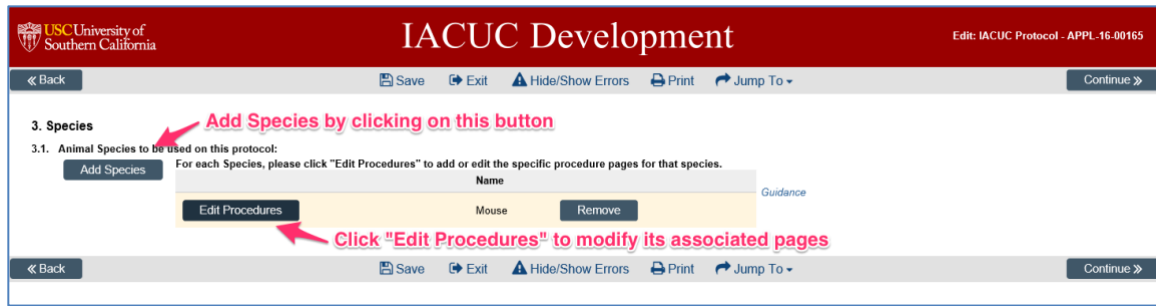 USC University of
Southern California
IACUC Development
Edit: IACUC Protocol - APPL-16-00165
« Back
Save Exit Hide/Show Errors Print Jump To
Continue »
3. Species
Add Species by clicking on this button
3.1. Animal Species to be used on this protocol:
Add Species
For each Species, please click "Edit Procedures" to add or edit the specific procedure pages for that species.
Name
Guidance
Edit Procedures Mouse Remove
Click "Edit Procedures" to modify its associated pages
« Back
Save Exit Hide/Show Errors Print Jump To
Continue »